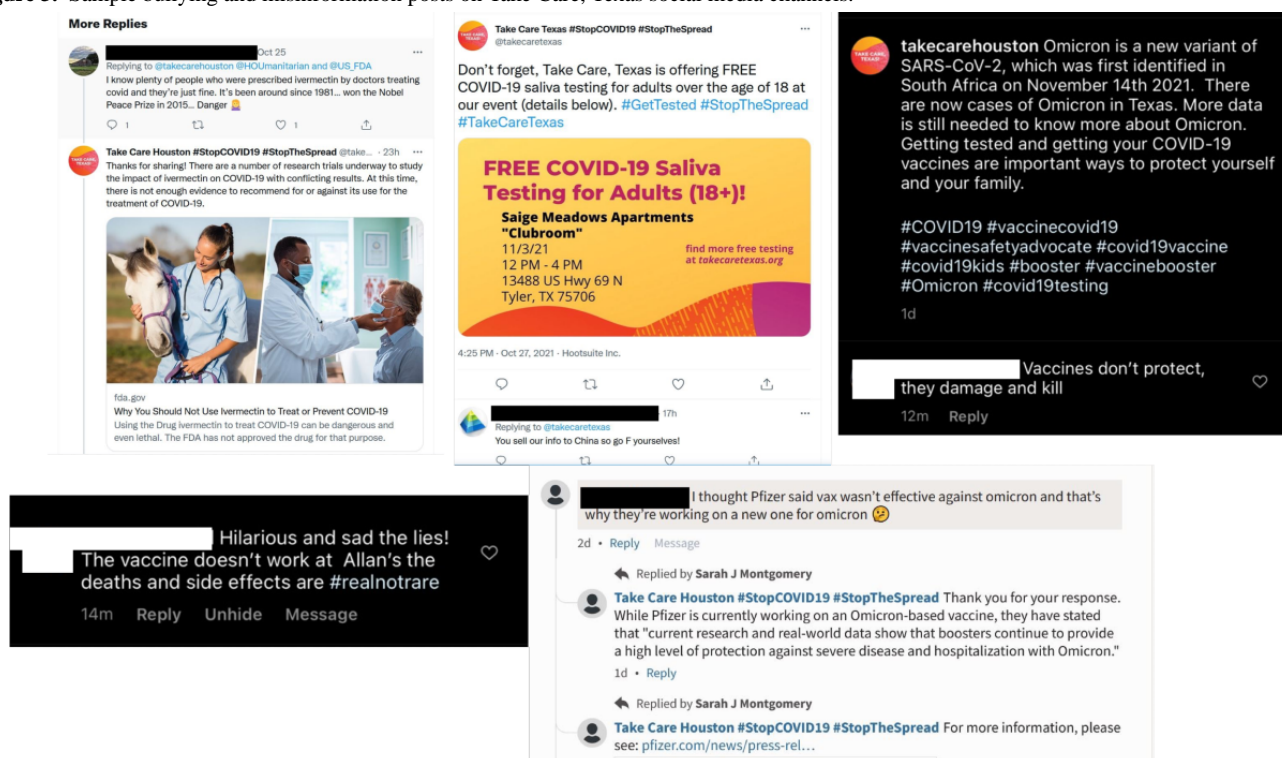 Sample bullying and misinformation posts on Take Care, Texas social media channels.
More Replies
Oct 25
Replying to @takecarehouston @HOUmanitarian and @US_FDA
I know plenty of people who were prescribed ivermectin by doctors treating
covid and they're just fine. It's been around since 1981... won the Nobel
Peace Prize in 2015... Danger
1
1
Take Care Houston #StopCOVID19 #StopTheSpread @take... · 23h
Thanks for sharing! There are a number of research trials underway to study
the impact of ivermectin on COVID-19 with conflicting results. At this time,
there is not enough evidence to recommend for or against its use for the
treatment of COVID-19.
fda.gov
Why You Should Not Use Ivermectin to Treat or Prevent COVID-19
Using the Drug ivermectin to treat COVID-19 can be dangerous and
even lethal. The FDA has not approved the drug for that purpose.
Take Care Texas #StopCOVID19 #StopTheSpread
@takecaretexas
Don't forget, Take Care, Texas is offering FREE
COVID-19 saliva testing for adults over the age of 18 at
our event (details below). #GetTested #StopTheSpread
#TakeCareTexas
FREE COVID-19 Saliva
Testing for Adults (18+)!
Saige Meadows Apartments
"Clubroom"
11/3/21
12 PM - 4 PM
13488 US Hwy 69 N
Tyler, TX 75706
find more free testing
at takecaretexas.org
4:25 PM · Oct 27, 2021 · Hootsuite Inc.
17h
Replying to @takecaretexas
You sell our info to China so go F yourselves!
TAKE CARE,
TEXAS!
takecarehouston Omicron is a new variant of
SARS-CoV-2, which was first identified in
South Africa on November 14th 2021. There
are now cases of Omicron in Texas. More data
is still needed to know more about Omicron.
Getting tested and getting your COVID-19
vaccines are important ways to protect yourself
and your family.
#COVID19 #vaccinecovid19
#vaccinesafetyadvocate #covid19vaccine
#covid19kids #booster #vaccinebooster
#Omicron #covid19testing
1d
Vaccines don't protect,
they damage and kill
12m Reply
Hilarious and sad the lies!
The vaccine doesn't work at Allan's the
deaths and side effects are #realnotrare
14m Reply Unhide Message
I thought Pfizer said vax wasn't effective against omicron and that's
why they're working on a new one for omicron
2d • Reply Message
Replied by Sarah J Montgomery
Take Care Houston #StopCOVID19 #StopTheSpread Thank you for your response.
While Pfizer is currently working on an Omicron-based vaccine, they have stated
that "current research and real-world data show that boosters continue to provide
a high level of protection against severe disease and hospitalization with Omicron."
1d • Reply
Replied by Sarah J Montgomery
Take Care Houston #StopCOVID19 #StopTheSpread For more information, please
see: pfizer.com/news/press-rel...